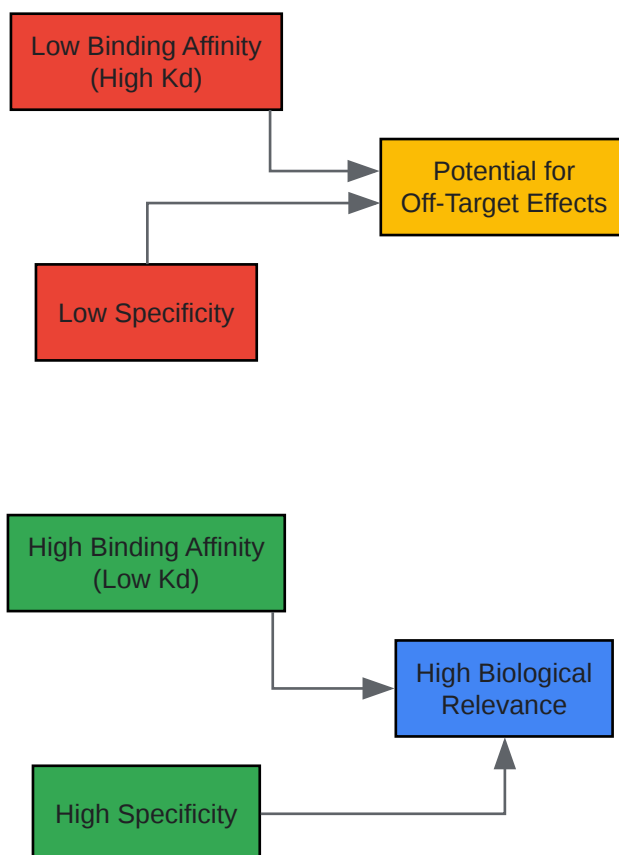 Low Binding Affinity
(High Kd)
Potential for
Off-Target Effects
Low Specificity
High Binding Affinity
(Low Kd)
High Biological
Relevance
High Specificity